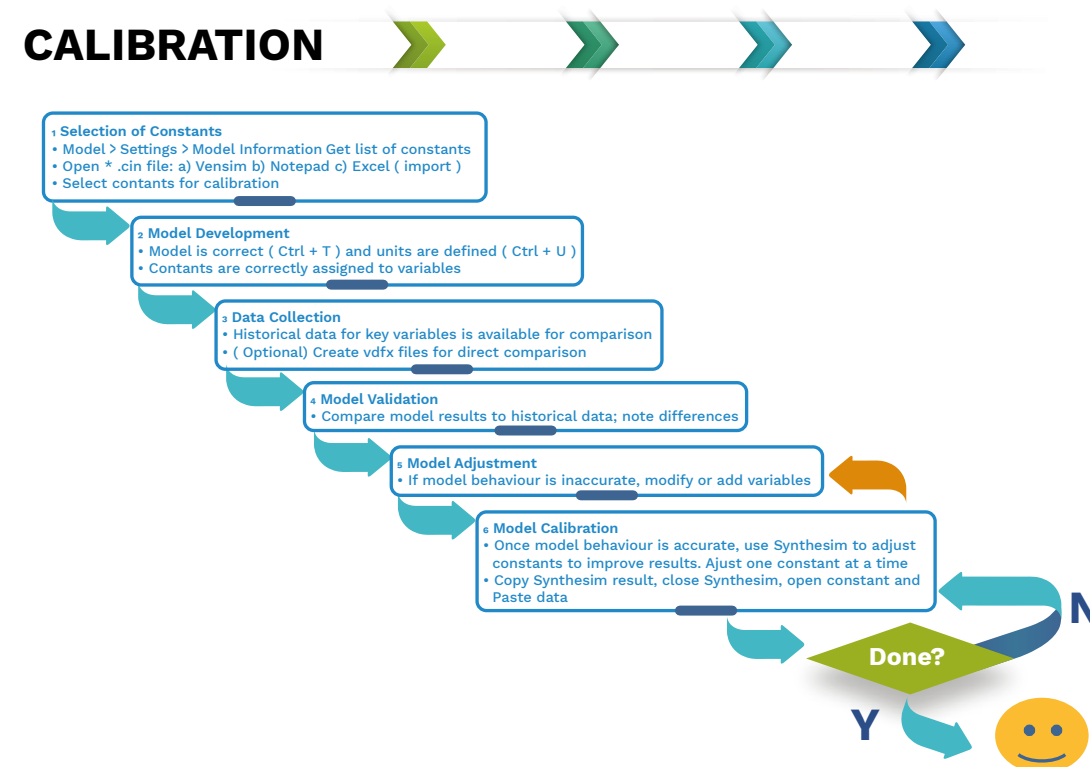 CALIBRATION
1 Selection of Constants
• Model > Settings > Model Information Get list of constants
• Open * .cin file: a) Vensim b) Notepad c) Excel ( import )
• Select contants for calibration
2 Model Development
• Model is correct ( Ctrl + T ) and units are defined ( Ctrl + U )
• Contants are correctly assigned to variables
3 Data Collection
• Historical data for key variables is available for comparison
• ( Optional) Create vdfx files for direct comparison
4 Model Validation
• Compare model results to historical data; note differences
5 Model Adjustment
• If model behaviour is inaccurate, modify or add variables
6 Model Calibration
• Once model behaviour is accurate, use Synthesim to adjust
constants to improve results. Ajust one constant at a time
• Copy Synthesim result, close Synthesim, open constant and
Paste data
N
Done?
Y